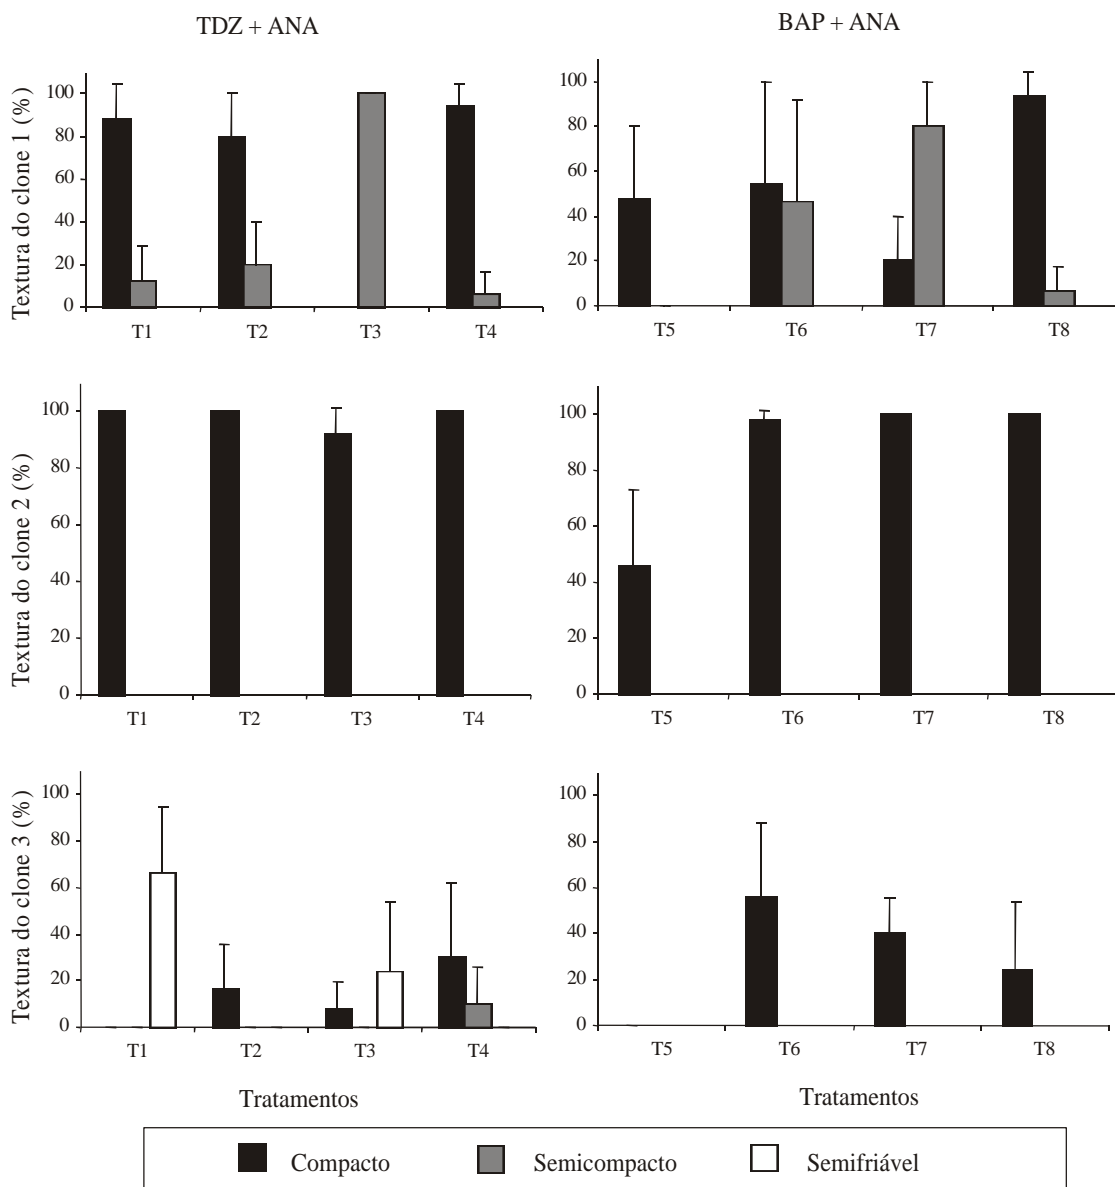 TDZ + ANA
BAP + ANA
Textura do clone 1 (%)
100
80
60
40
20
0
T1 T2 T3 T4
100
80
60
40
20
0
T5 T6 T7 T8
Textura do clone 2 (%)
100
80
60
40
20
0
T1 T2 T3 T4
100
80
60
40
20
0
T5 T6 T7 T8
Textura do clone 3 (%)
100
80
60
40
20
0
T1 T2 T3 T4
Tratamentos
100
80
60
40
20
0
T5 T6 T7 T8
Tratamentos
Compacto Semicompacto Semifriável